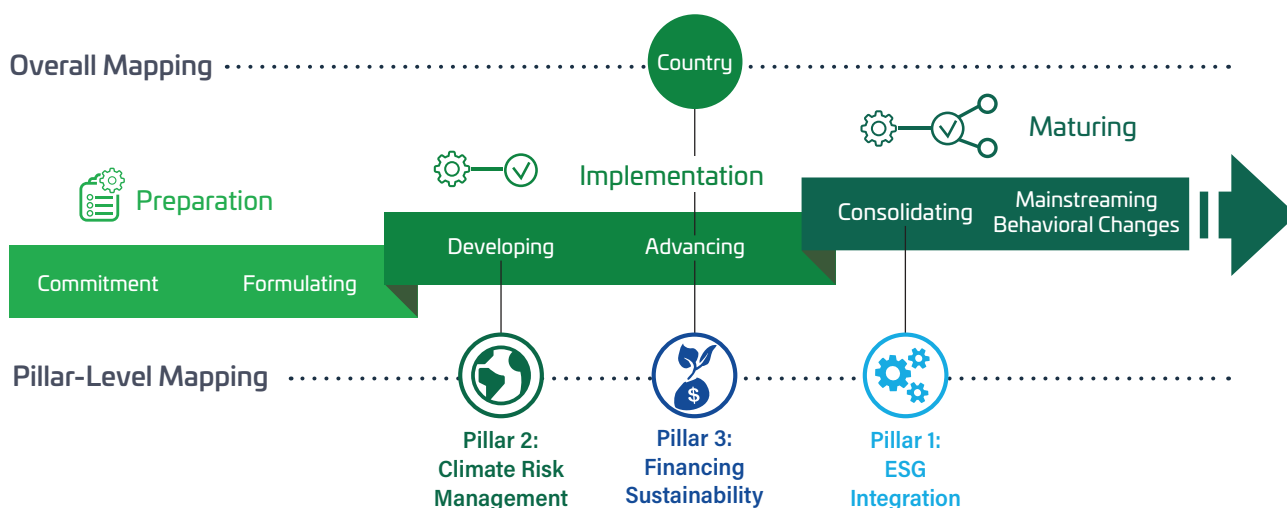 Country
Overall Mapping
Maturing
Implementation
Preparation
Consolidating
Mainstreaming
Behavioral Changes
Developing
Advancing
Commitment
Formulating
Pillar-Level Mapping
$
Pillar 2:
Climate Risk
Management
Pillar 3:
Financing
Sustainability
Pillar 1:
ESG
Integration